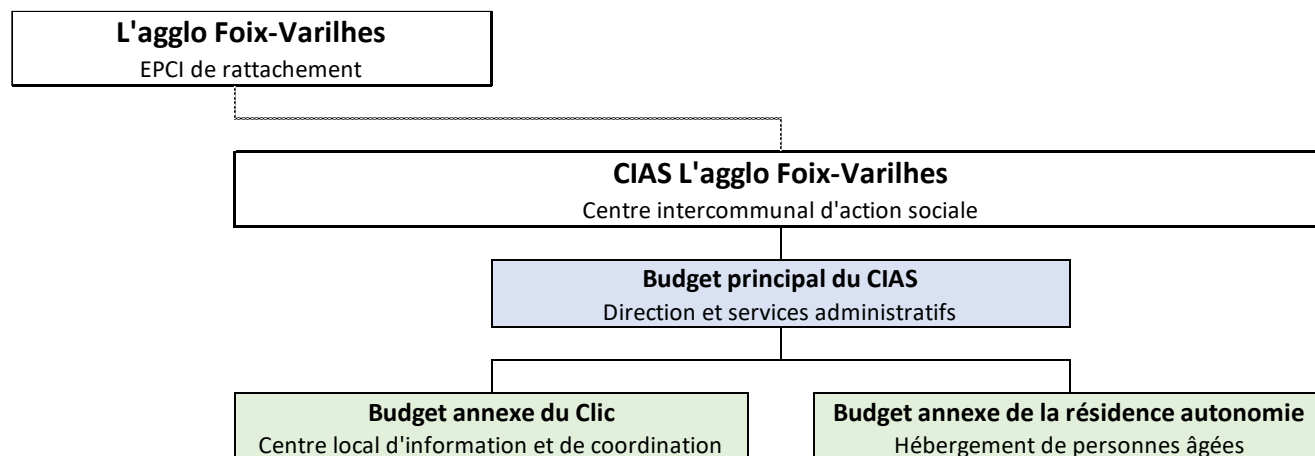 L'agglo Foix-Varilhes
EPCI de rattachement
CIAS L'agglo Foix-Varilhes
Centre intercommunal d'action sociale
Budget principal du CIAS
Direction et services administratifs
Budget annexe du Clic
Centre local d'information et de coordination
Budget annexe de la résidence autonomie
Hébergement de personnes âgées